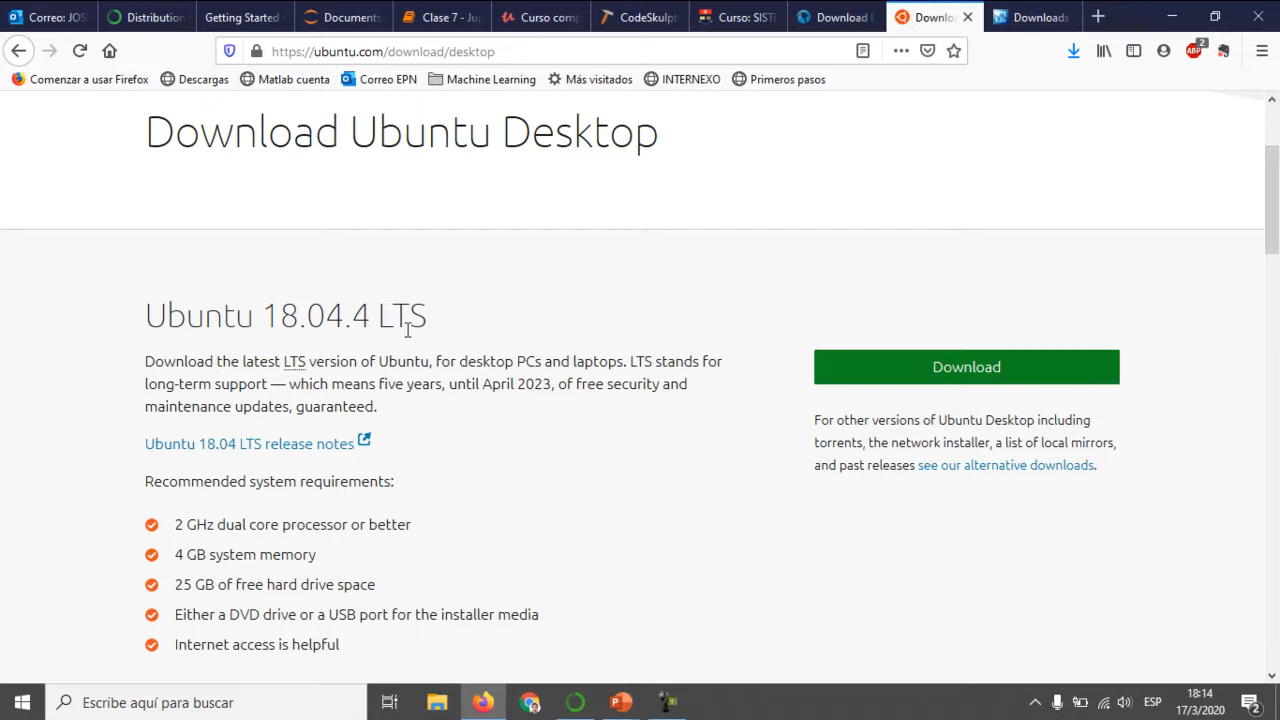 Correo: JOS
Distribution
Getting Started
Documents
Clase 7 - Ju
Curso comp
CodeSkulpt
Curso: SISTE
Download U
Downlo
Downloads
https://ubuntu.com/download/desktop
2
Comenzar a usar Firefox
Descargas
Matlab cuenta
Correo EPN
Machine Learning
Más visitados
INTERNEXO
Primeros pasos
Download Ubuntu Desktop
Ubuntu 18.04.4 LTS
Download the latest LTS version of Ubuntu, for desktop PCs and laptops. LTS stands for
long-term support — which means five years, until April 2023, of free security and
maintenance updates, guaranteed.
Ubuntu 18.04 LTS release notes
Recommended system requirements:
2 GHz dual core processor or better
4 GB system memory
25 GB of free hard drive space
Either a DVD drive or a USB port for the installer media
Internet access is helpful
Download
For other versions of Ubuntu Desktop including
torrents, the network installer, a list of local mirrors,
and past releases see our alternative downloads.
Escribe aquí para buscar
ESP
18:14
17/3/2020
2